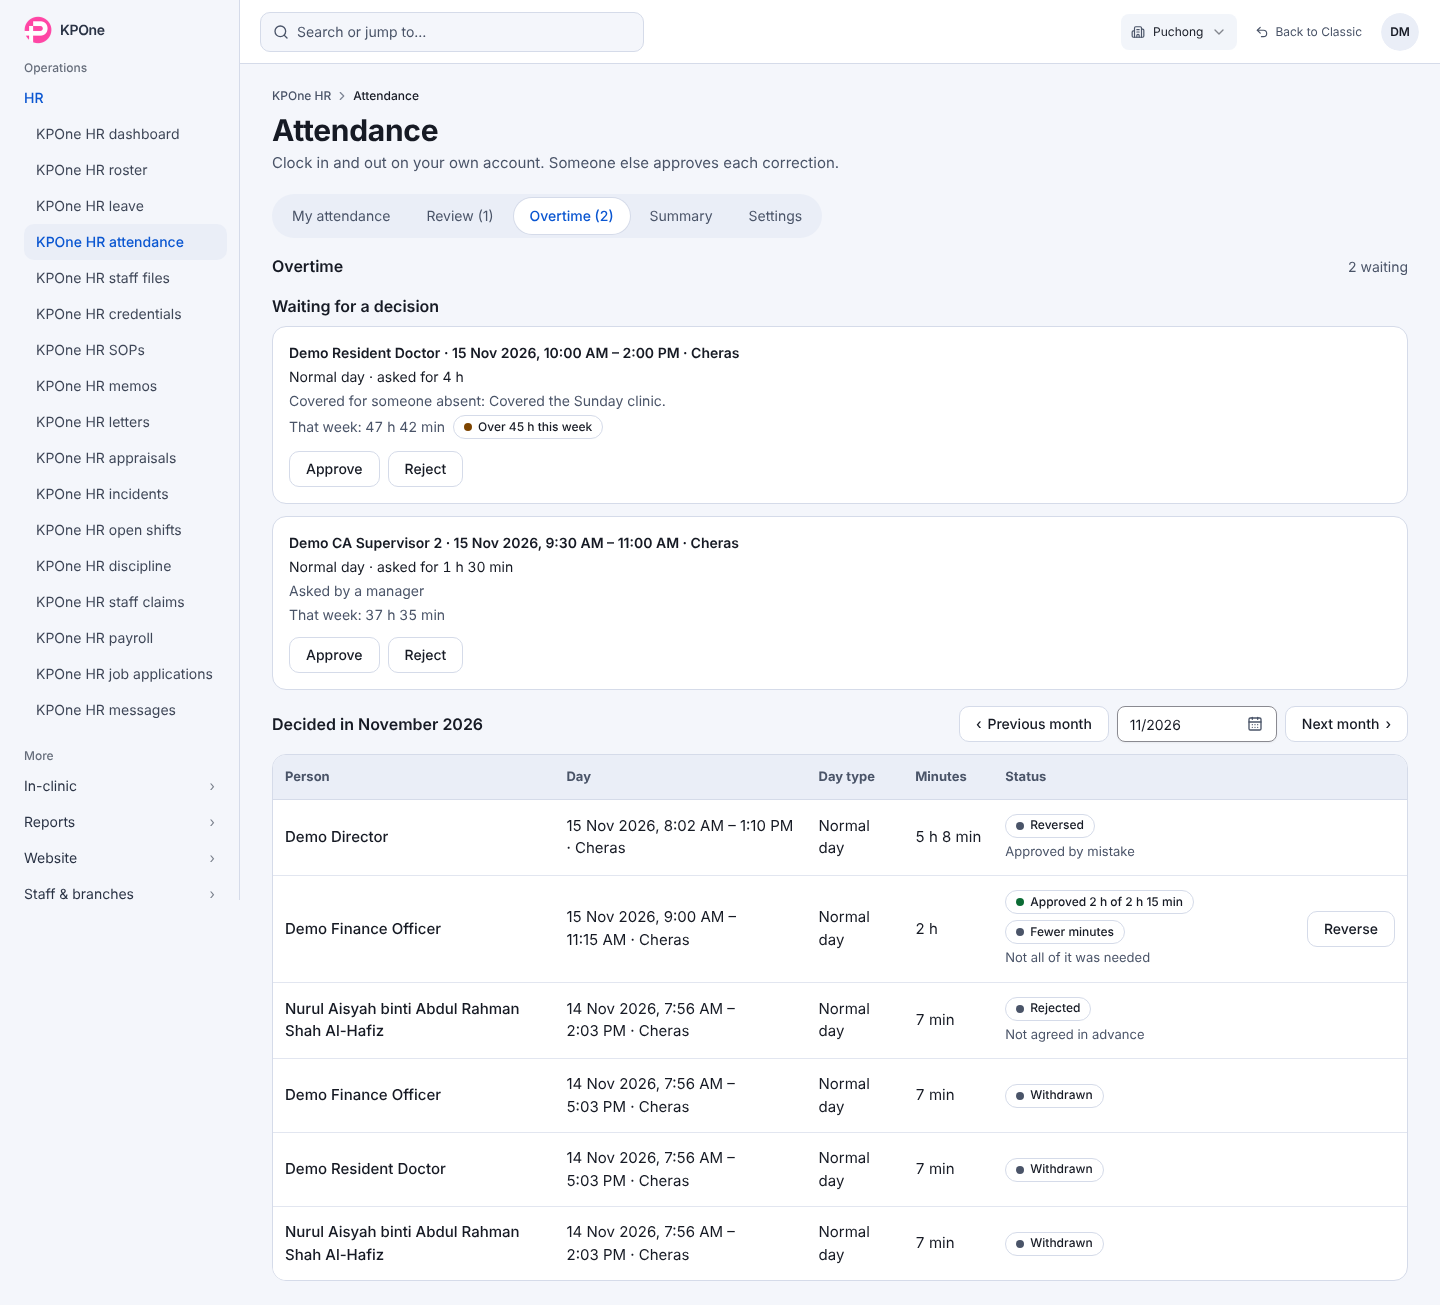 KPOne
Operations
HR
KPOne HR dashboard
KPOne HR roster
KPOne HR leave
KPOne HR attendance
KPOne HR staff files
KPOne HR credentials
KPOne HR SOPs
KPOne HR memos
KPOne HR letters
KPOne HR appraisals
KPOne HR incidents
KPOne HR open shifts
KPOne HR discipline
KPOne HR staff claims
KPOne HR payroll
KPOne HR job applications
KPOne HR messages
More
In-clinic
Reports
Website
Staff & branches
Search or jump to...
Puchong
Back to Classic
DM
KPOne HR > Attendance
Attendance
Clock in and out on your own account. Someone else approves each correction.
My attendance
Review (1)
Overtime (2)
Summary
Settings
Overtime
2 waiting
Waiting for a decision
Demo Resident Doctor · 15 Nov 2026, 10:00 AM – 2:00 PM · Cheras
Normal day · asked for 4 h
Covered for someone absent: Covered the Sunday clinic.
That week: 47 h 42 min Over 45 h this week
Approve Reject
Demo CA Supervisor 2 · 15 Nov 2026, 9:30 AM – 11:00 AM · Cheras
Normal day · asked for 1 h 30 min
Asked by a manager
That week: 37 h 35 min
Approve Reject
Decided in November 2026
‹ Previous month
11/2026
Next month ›
Person Day Day type Minutes Status
Demo Director
15 Nov 2026, 8:02 AM – 1:10 PM
· Cheras
Normal
day
5 h 8 min
Reversed
Approved by mistake
Demo Finance Officer
15 Nov 2026, 9:00 AM –
11:15 AM · Cheras
Normal
day
2 h
Approved 2 h of 2 h 15 min
Fewer minutes
Not all of it was needed
Reverse
Nurul Aisyah binti Abdul Rahman
Shah Al-Hafiz
14 Nov 2026, 7:56 AM –
2:03 PM · Cheras
Normal
day
7 min
Rejected
Not agreed in advance
Demo Finance Officer
14 Nov 2026, 7:56 AM –
5:03 PM · Cheras
Normal
day
7 min
Withdrawn
Demo Resident Doctor
14 Nov 2026, 7:56 AM –
5:03 PM · Cheras
Normal
day
7 min
Withdrawn
Nurul Aisyah binti Abdul Rahman
Shah Al-Hafiz
14 Nov 2026, 7:56 AM –
2:03 PM · Cheras
Normal
day
7 min
Withdrawn